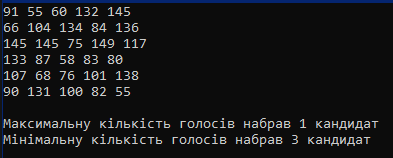 91 55 60 132 145
66 104 134 84 136
145 145 75 149 117
133 87 58 83 80
107 68 76 101 138
90 131 100 82 55
Максимальну кількість голосів набрав 1 кандидат
Мінімальну кількість голосів набрав 3 кандидат